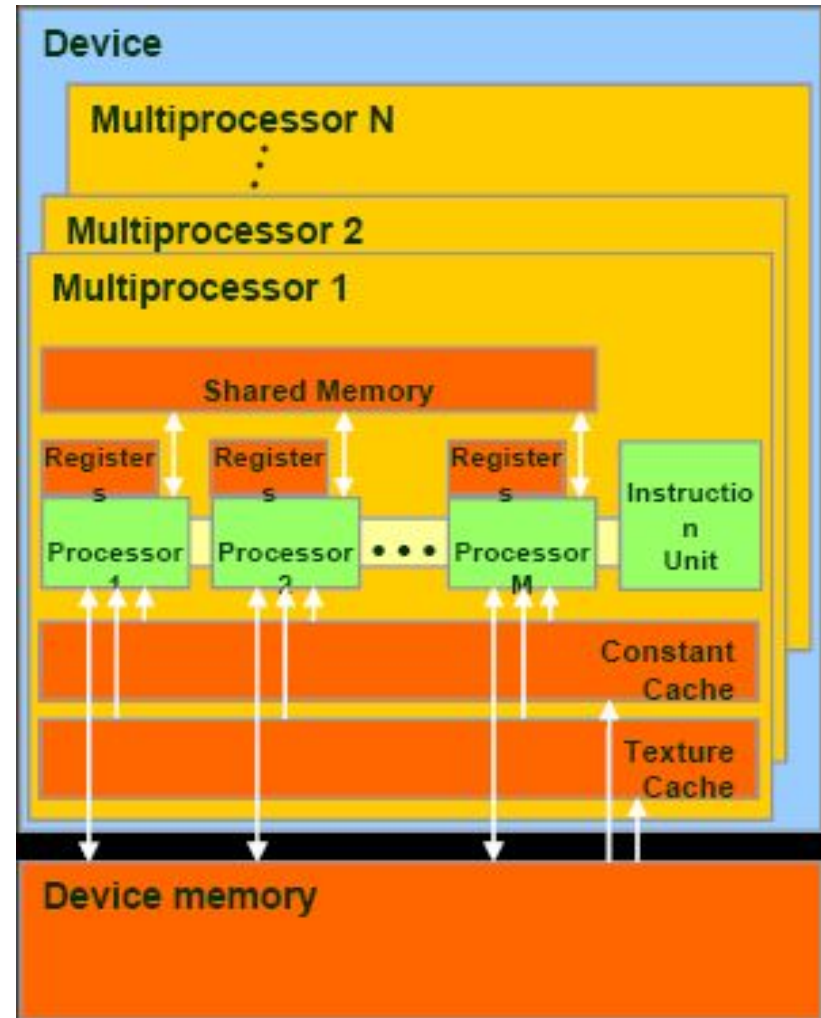 Device
Multiprocessor N
Multiprocessor 2
Multiprocessor 1
Shared Memory
Register
s
Register
s
Register
s
Instructio
n
Unit
Processor
1
Processor
2
• • •
Processor
M
Constant
Cache
Texture
Cache
Device memory